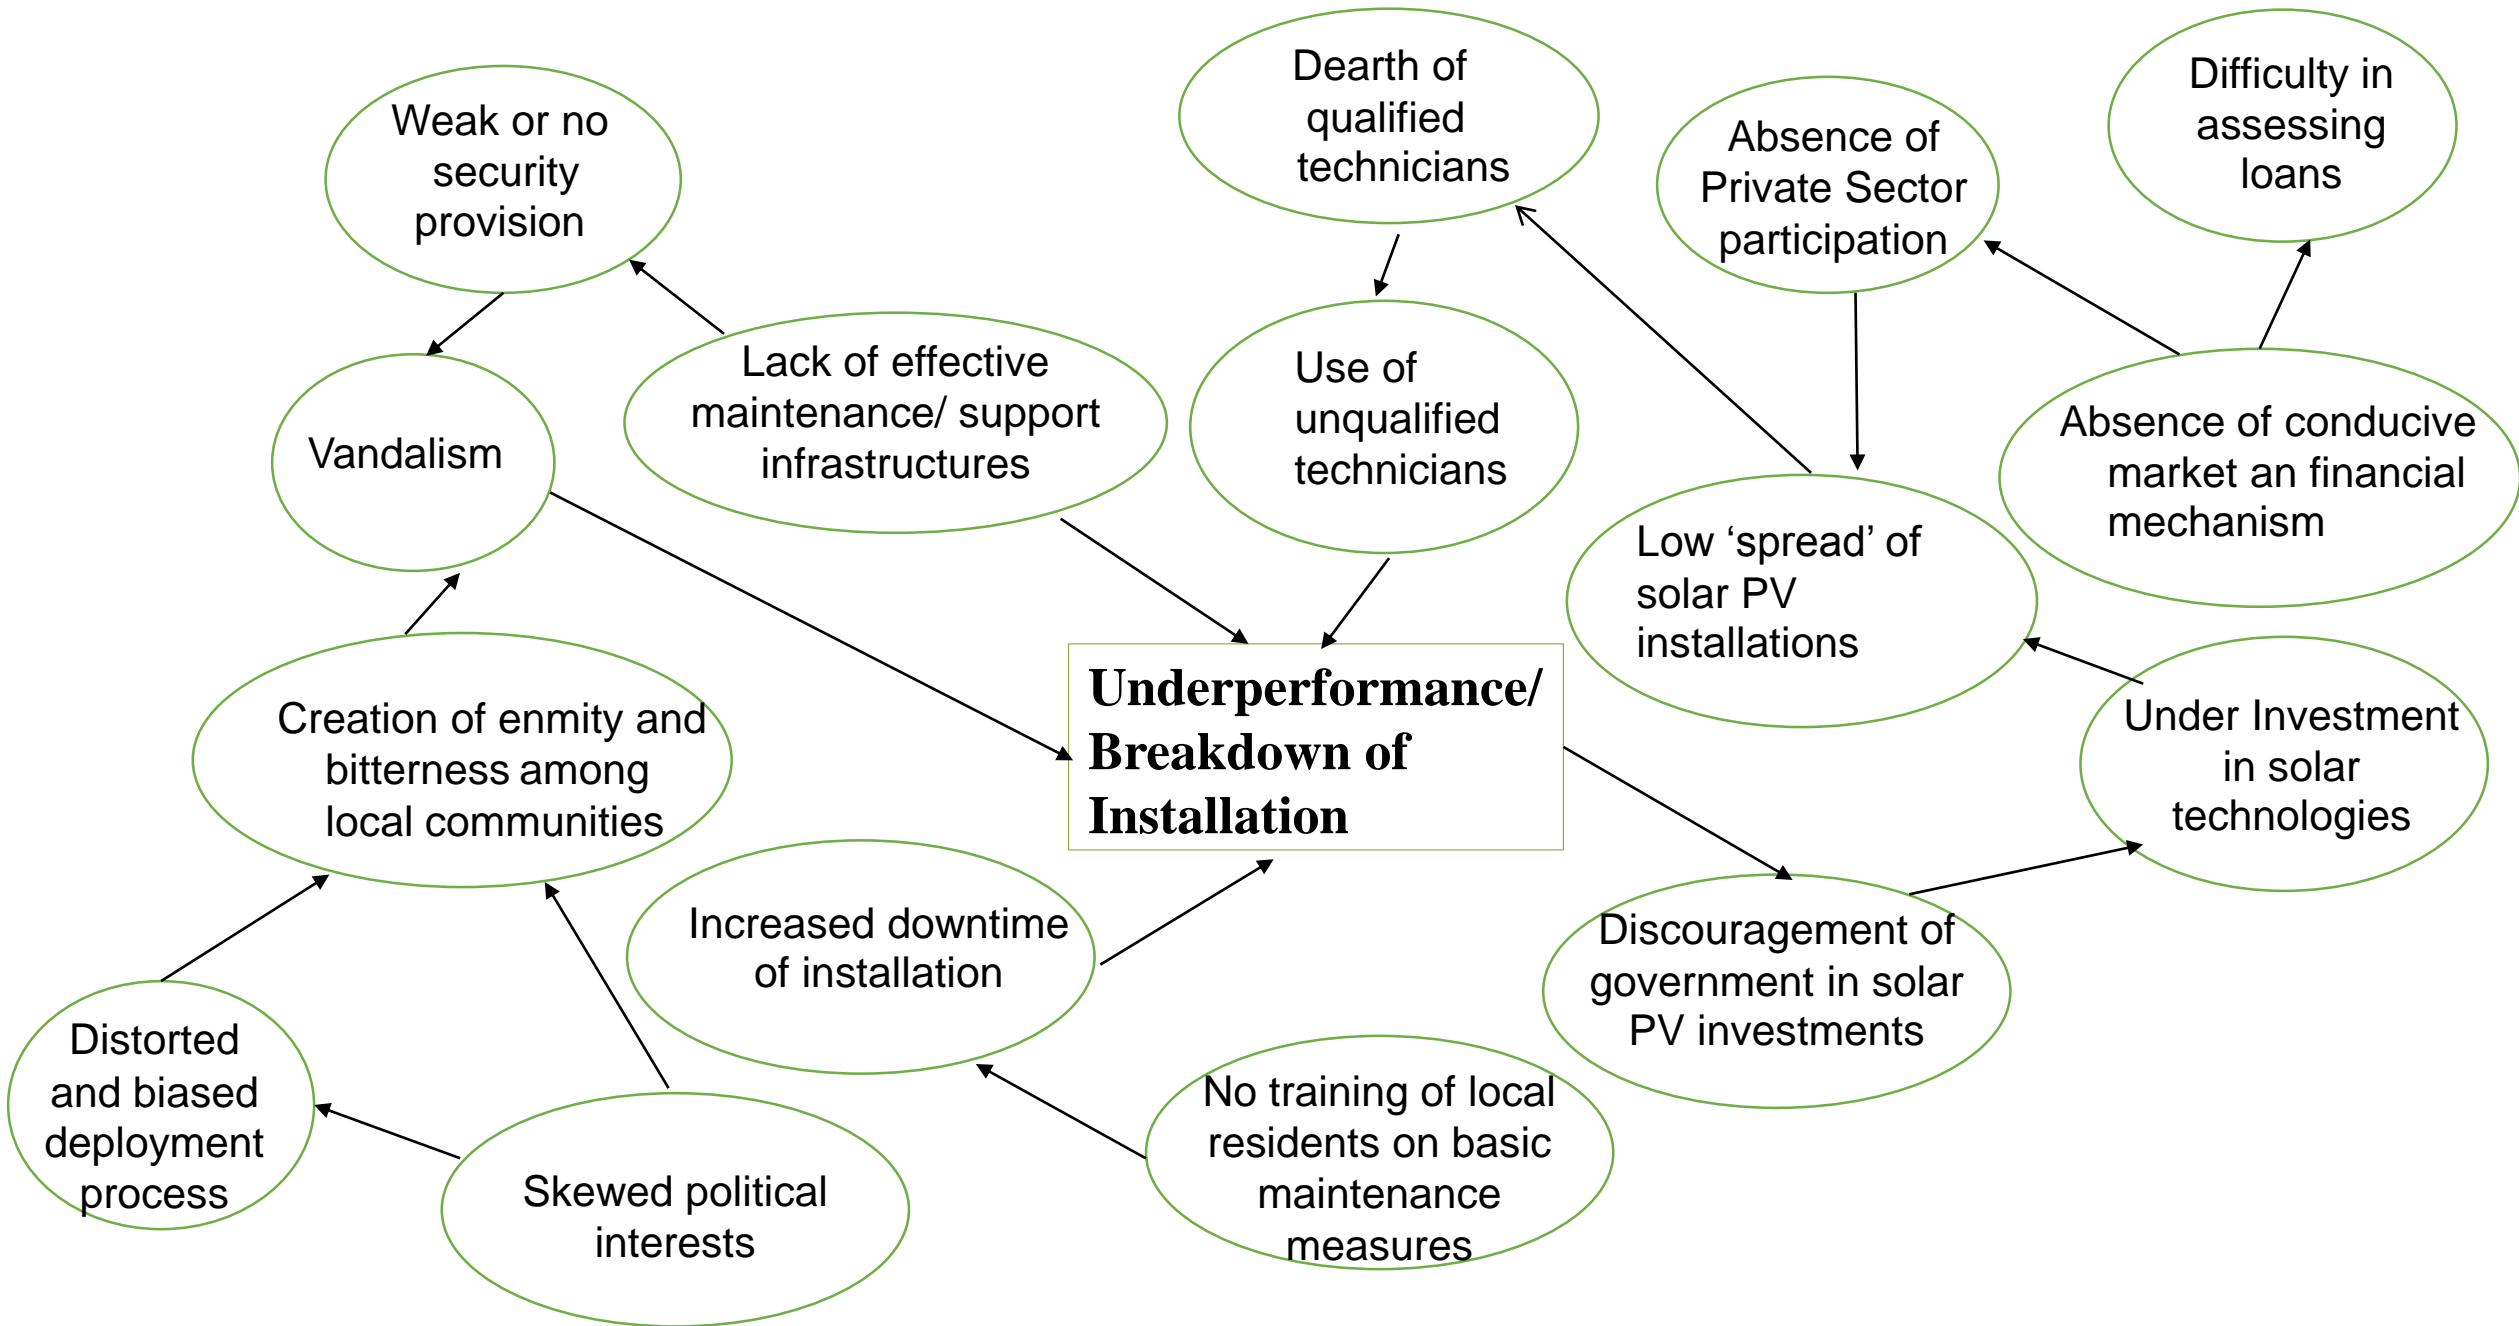 Dearth of
qualified
technicians
Difficulty in
assessing
loans
Weak or no
security
provision
Absence of
Private Sector
participation
Lack of effective
maintenance/ support
infrastructures
Use of
unqualified
technicians
Vandalism
Absence of conducive
market an financial
mechanism
Low ‘spread’ of
solar PV
installations
Underperformance/
Breakdown of
Installation
Creation of enmity and
bitterness among
local communities
Under Investment
in solar
technologies
Increased downtime
of installation
Discouragement of
government in solar
PV investments
Distorted
and biased
deployment
process
No training of local
residents on basic
maintenance
measures
Skewed political
interests